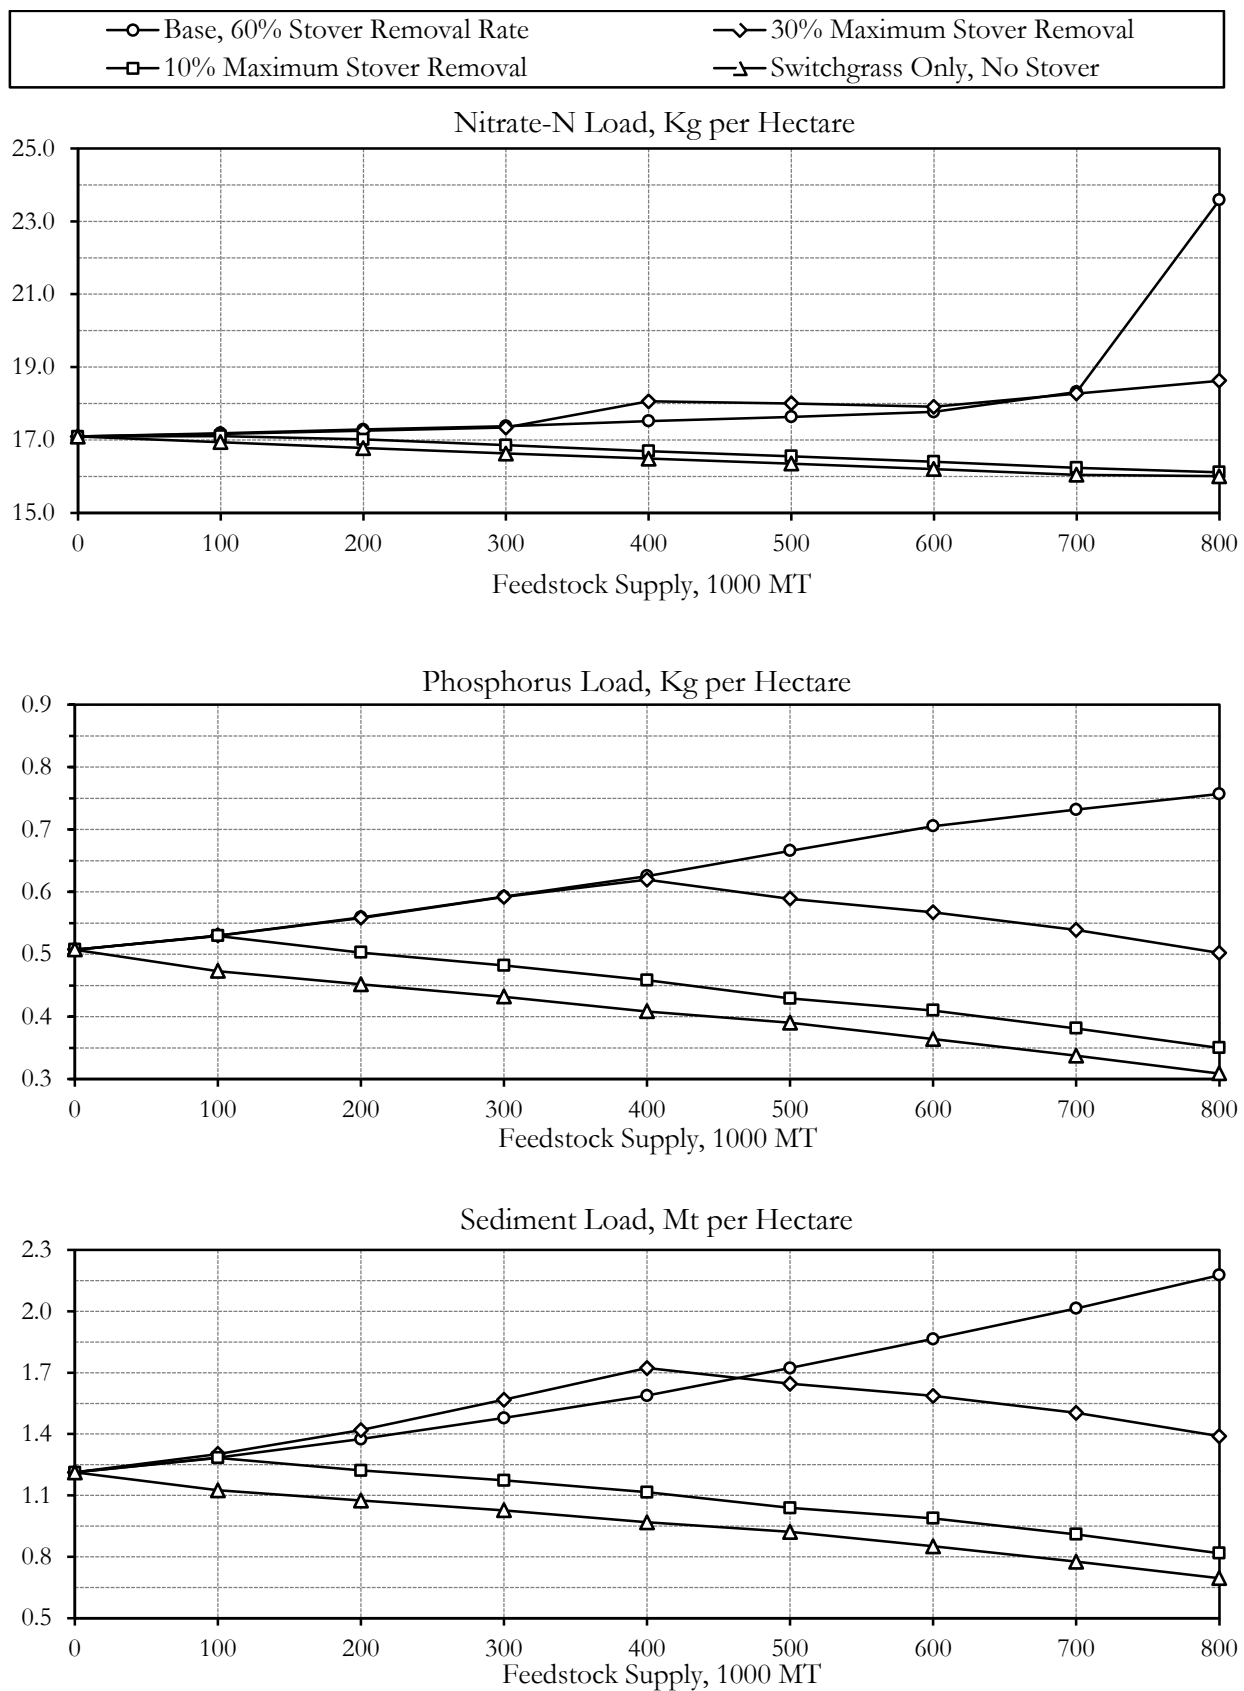 Base, 60% Stover Removal Rate 30% Maximum Stover Removal
10% Maximum Stover Removal Switchgrass Only, No Stover
Nitrate-N Load, Kg per Hectare
25.0
23.0
21.0
19.0
17.0
15.0
0 100 200 300 400 500 600 700 800
Feedstock Supply, 1000 MT
Phosphorus Load, Kg per Hectare
0.9
0.8
0.7
0.6
0.5
0.4
0.3
0 100 200 300 400 500 600 700 800
Feedstock Supply, 1000 MT
Sediment Load, Mt per Hectare
2.3
2.0
1.7
1.4
1.1
0.8
0.5
0 100 200 300 400 500 600 700 800
Feedstock Supply, 1000 MT